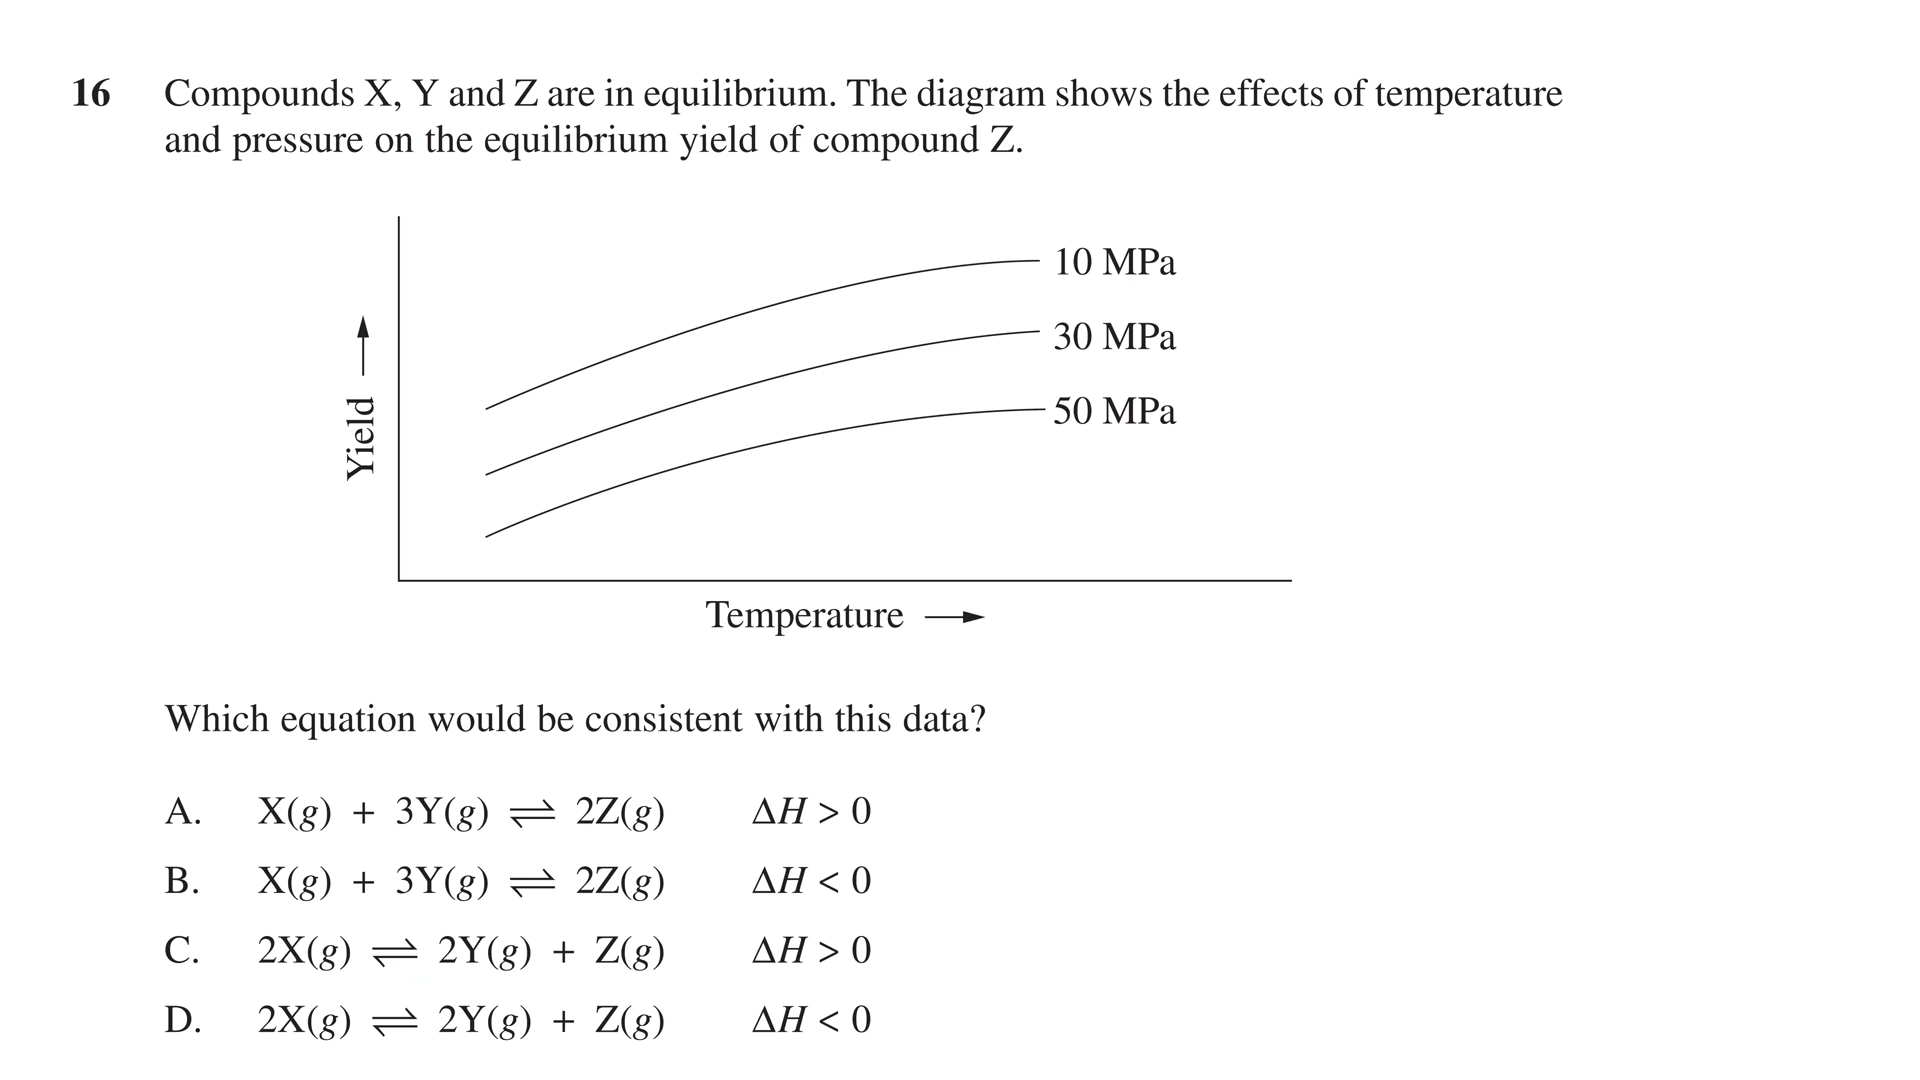 16 Compounds X, Y and Z are in equilibrium. The diagram shows the effects of temperature
and pressure on the equilibrium yield of compound Z.
10 MPa
30 MPa
50 MPa
Yield
Temperature
Which equation would be consistent with this data?
A. X(g) + 3Y(g) ⇌ 2Z(g) ΔH > 0
B. X(g) + 3Y(g) ⇌ 2Z(g) ΔH < 0
C. 2X(g) ⇌ 2Y(g) + Z(g) ΔH > 0
D. 2X(g) ⇌ 2Y(g) + Z(g) ΔH < 0